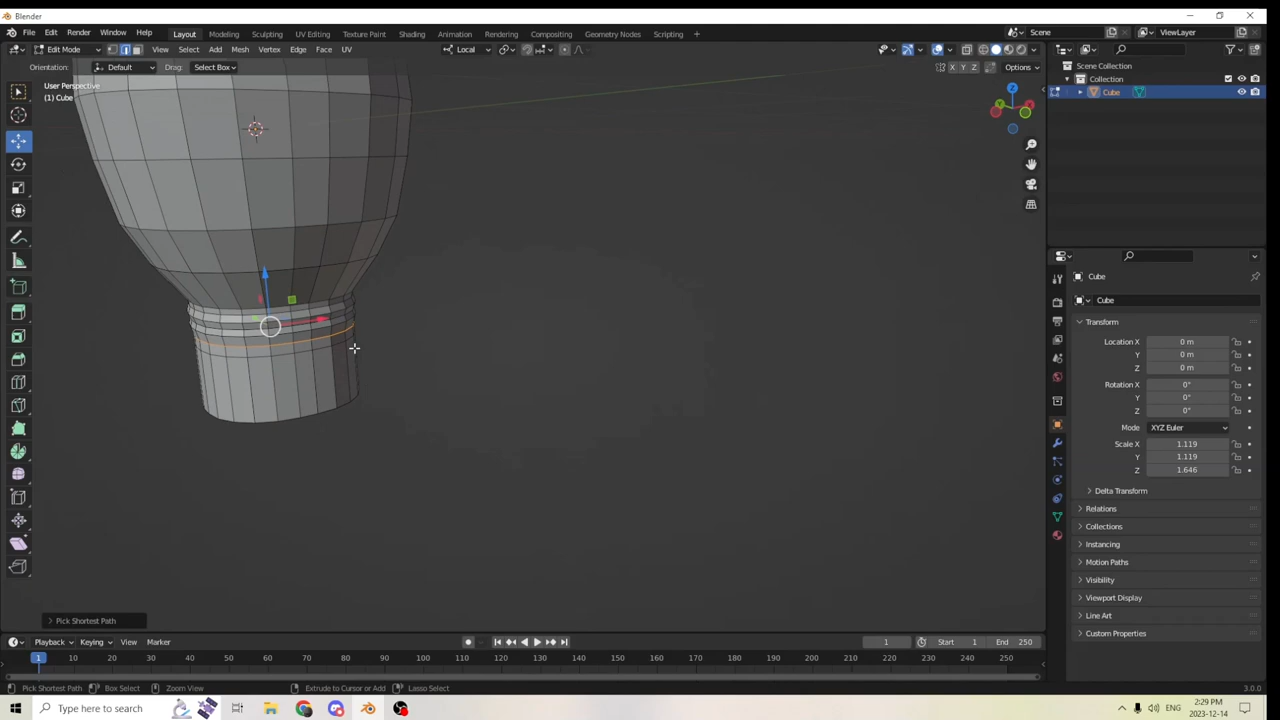 Blender
File Edit Render Window Help Layout Modeling Sculpting UV Editing Texture Paint Shading Animation Rendering Compositing Geometry Nodes Scripting + Scene ViewLayer
Edit Mode View Select Add Mesh Vertex Edge Face UV Local
Orientation: Default Drag: Select Box X Y Z Options
User Perspective
(1) Cube
Scene Collection
Collection
Cube
Z
Y
X
Cube
Cube
Transform
Location X 0 m
Y 0 m
Z 0 m
Rotation X 0°
Y 0°
Z 0°
Mode XYZ Euler
Scale X 1.119
Y 1.119
Z 1.646
Delta Transform
Relations
Collections
Instancing
Motion Paths
Visibility
Viewport Display
Line Art
Custom Properties
Pick Shortest Path
Playback Keying View Marker 1 Start 1 End 250
1 10 20 30 40 50 60 70 80 90 100 110 120 130 140 150 160 170 180 190 200 210 220 230 240 250
Pick Shortest Path Box Select Zoom View Extrude to Cursor or Add Lasso Select 3.0.0
Type here to search ENG 2:29 PM
2023-12-14